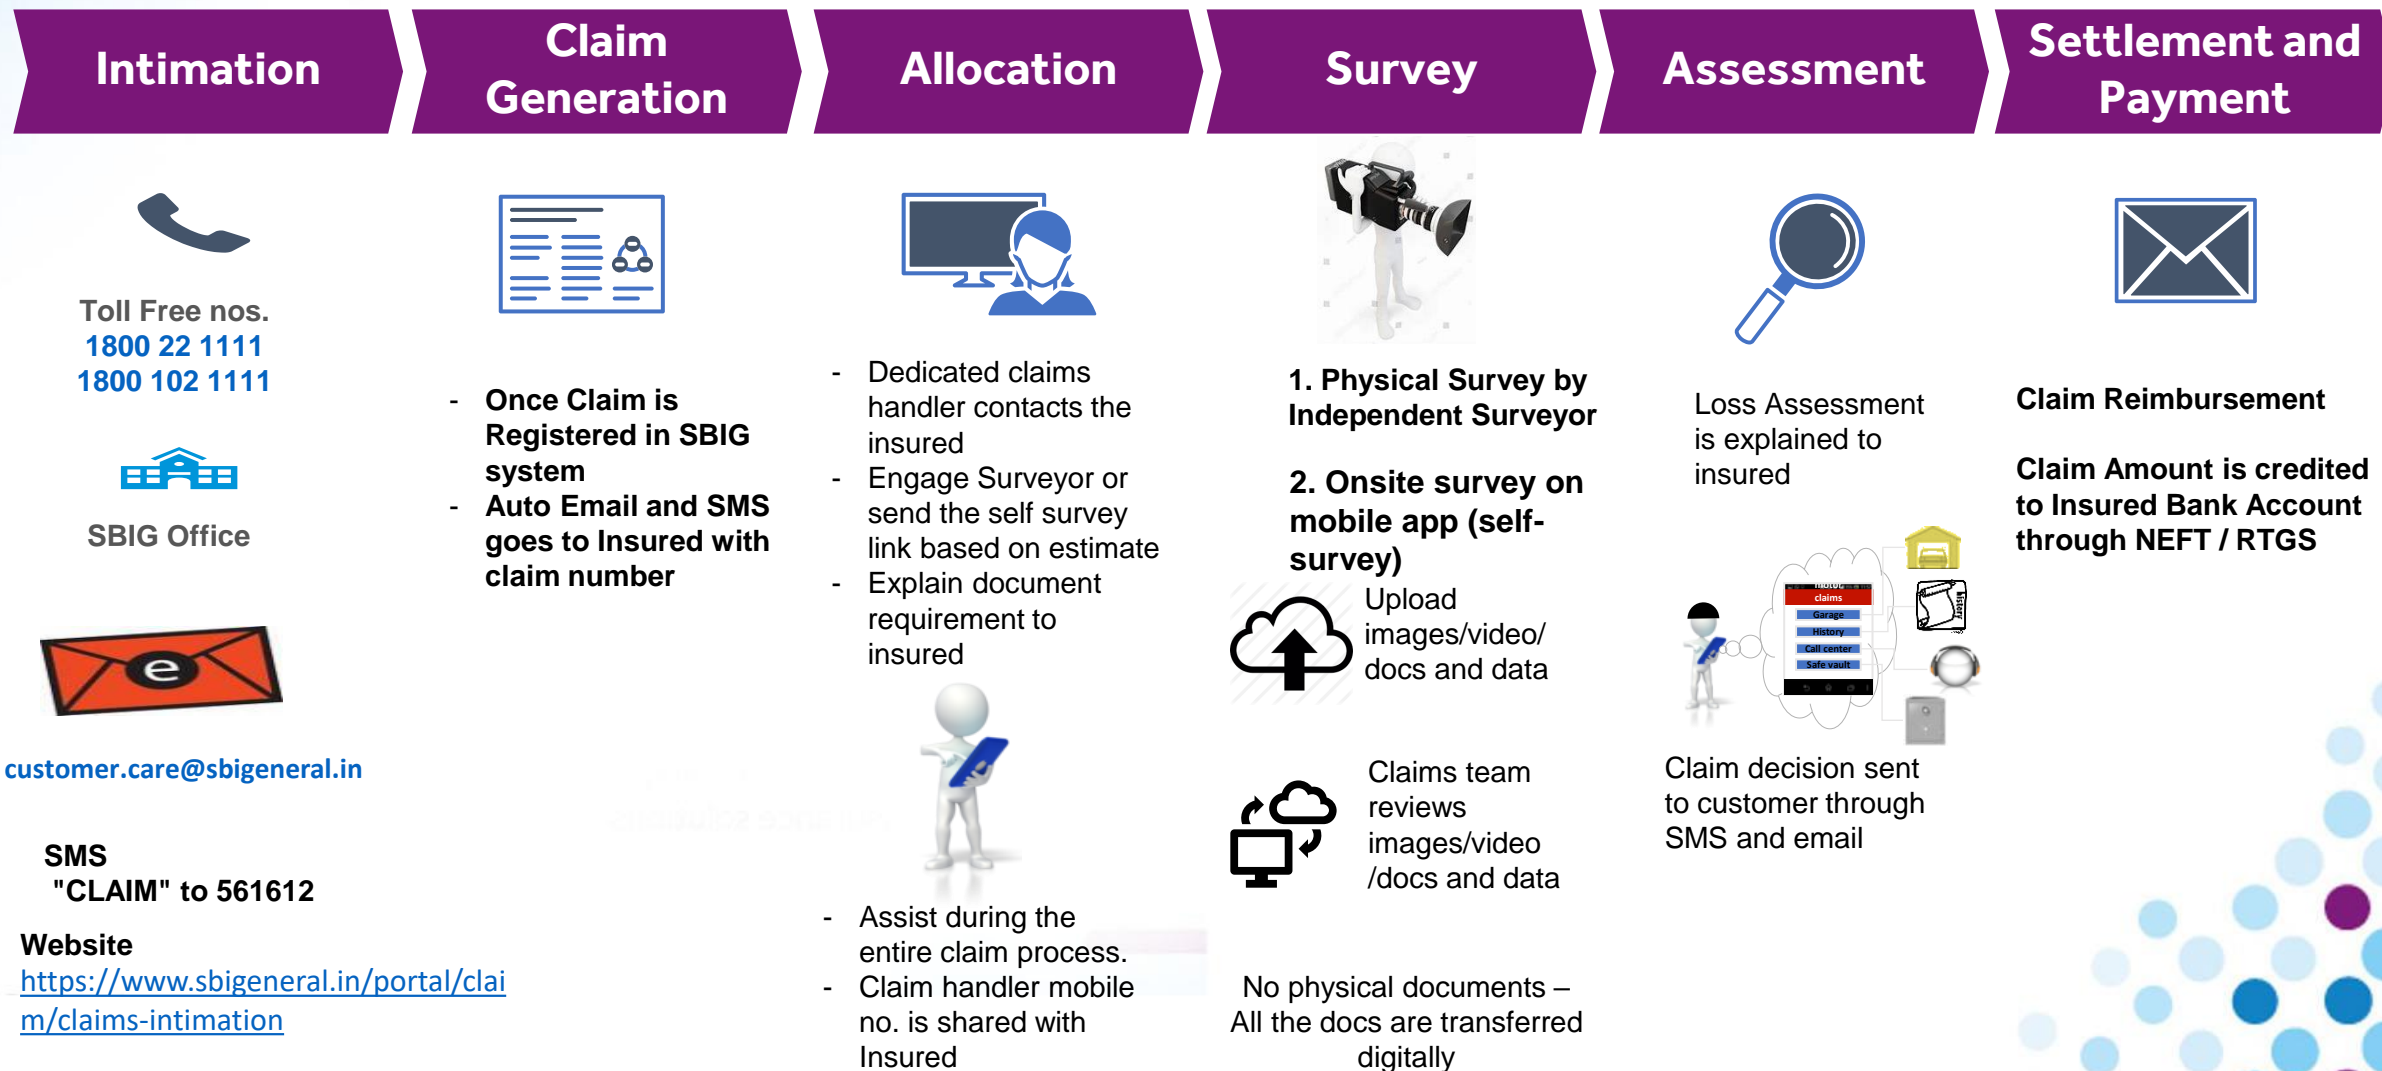 Intimation
Claim
Generation
Allocation
Survey
Assessment
Settlement and
Payment
Toll Free nos.
1800 22 1111
1800 102 1111
SBIG Office
e
customer.care@sbigeneral.in
SMS
"CLAIM" to 561612
Website
https://www.sbigeneral.in/portal/clai
m/claims-intimation
- Once Claim is
Registered in SBIG
system
- Auto Email and SMS
goes to Insured with
claim number
- Dedicated claims
handler contacts the
insured
- Engage Surveyor or
send the self survey
link based on estimate
- Explain document
requirement to
insured
- Assist during the
entire claim process.
- Claim handler mobile
no. is shared with
Insured
1. Physical Survey by
Independent Surveyor
2. Onsite survey on
mobile app (self-
survey)
Upload
images/video/
docs and data
Claims team
reviews
images/video
/docs and data
No physical documents –
All the docs are transferred
digitally
Loss Assessment
is explained to
insured
claims
Garage
History
Call center
Safe vault
history
Claim decision sent
to customer through
SMS and email
Claim Reimbursement
Claim Amount is credited
to Insured Bank Account
through NEFT / RTGS